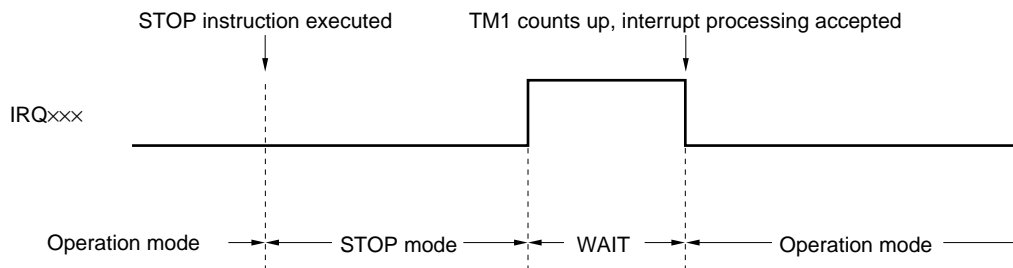 STOP instruction executed
TM1 counts up, interrupt processing accepted
IRQ×××
Operation mode
STOP mode
WAIT
Operation mode